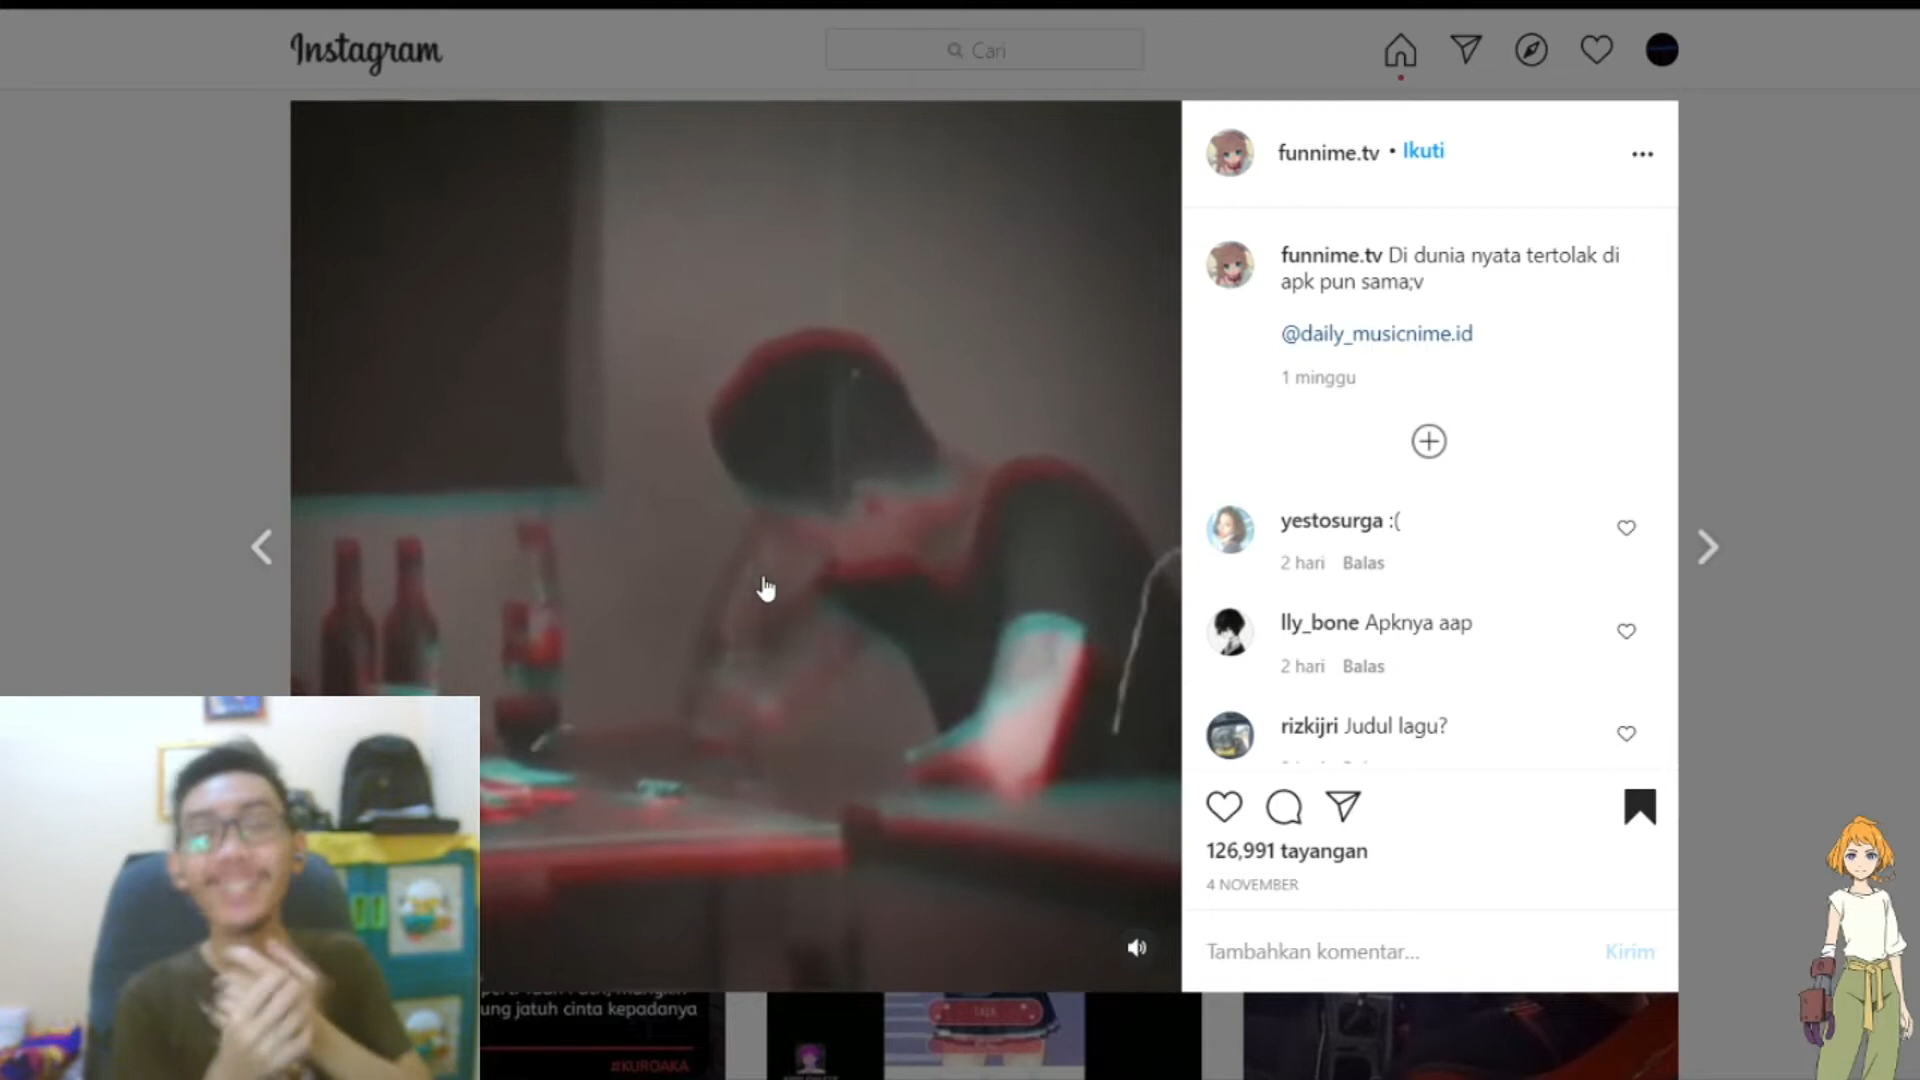 Instagram
Cari
funnime.tv • Ikuti
funnime.tv Di dunia nyata tertolak di
apk pun sama;v
@daily_musicnime.id
1 minggu
yestosurga :(
2 hari Balas
lly_bone Apknya aap
2 hari Balas
rizkijri Judul lagu?
126,991 tayangan
4 NOVEMBER
Tambahkan komentar...
Kirim
ung jatuh cinta kepadanya
#KUROAKA